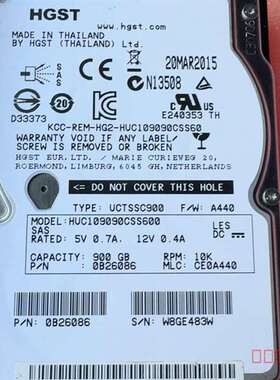 HGST
www.hgst.com
MADE IN THAILAND
BY HGST (THAILAND) Ltd.
20MAR2015
SAS
N13508
D33373
20
E240353 TH
KCC-REM-HG2-HUC109090CSS60
WARRANTY VOID IF ANY LABEL/
SCREW IS REMOVED OR BROKEN
HGST EUR.LTD. / MARIE CURIEVEG 20,
ROERMOND, LIMBURG, 6045 GH, NETHERLANDS
<= DO NOT COVER THIS HOLE
TYPE: UCTSSC900 F/W: A440
MODEL:HUC109090CSS600
SAS
LES
DC
RATED: 5V 0.7A, 12V 0.4A
CAPACITY: 900 GB RPM: 10K
P/N : 0B26086 MLC: CE0A440
P/N: 0B26086
S/N: W8GE483W